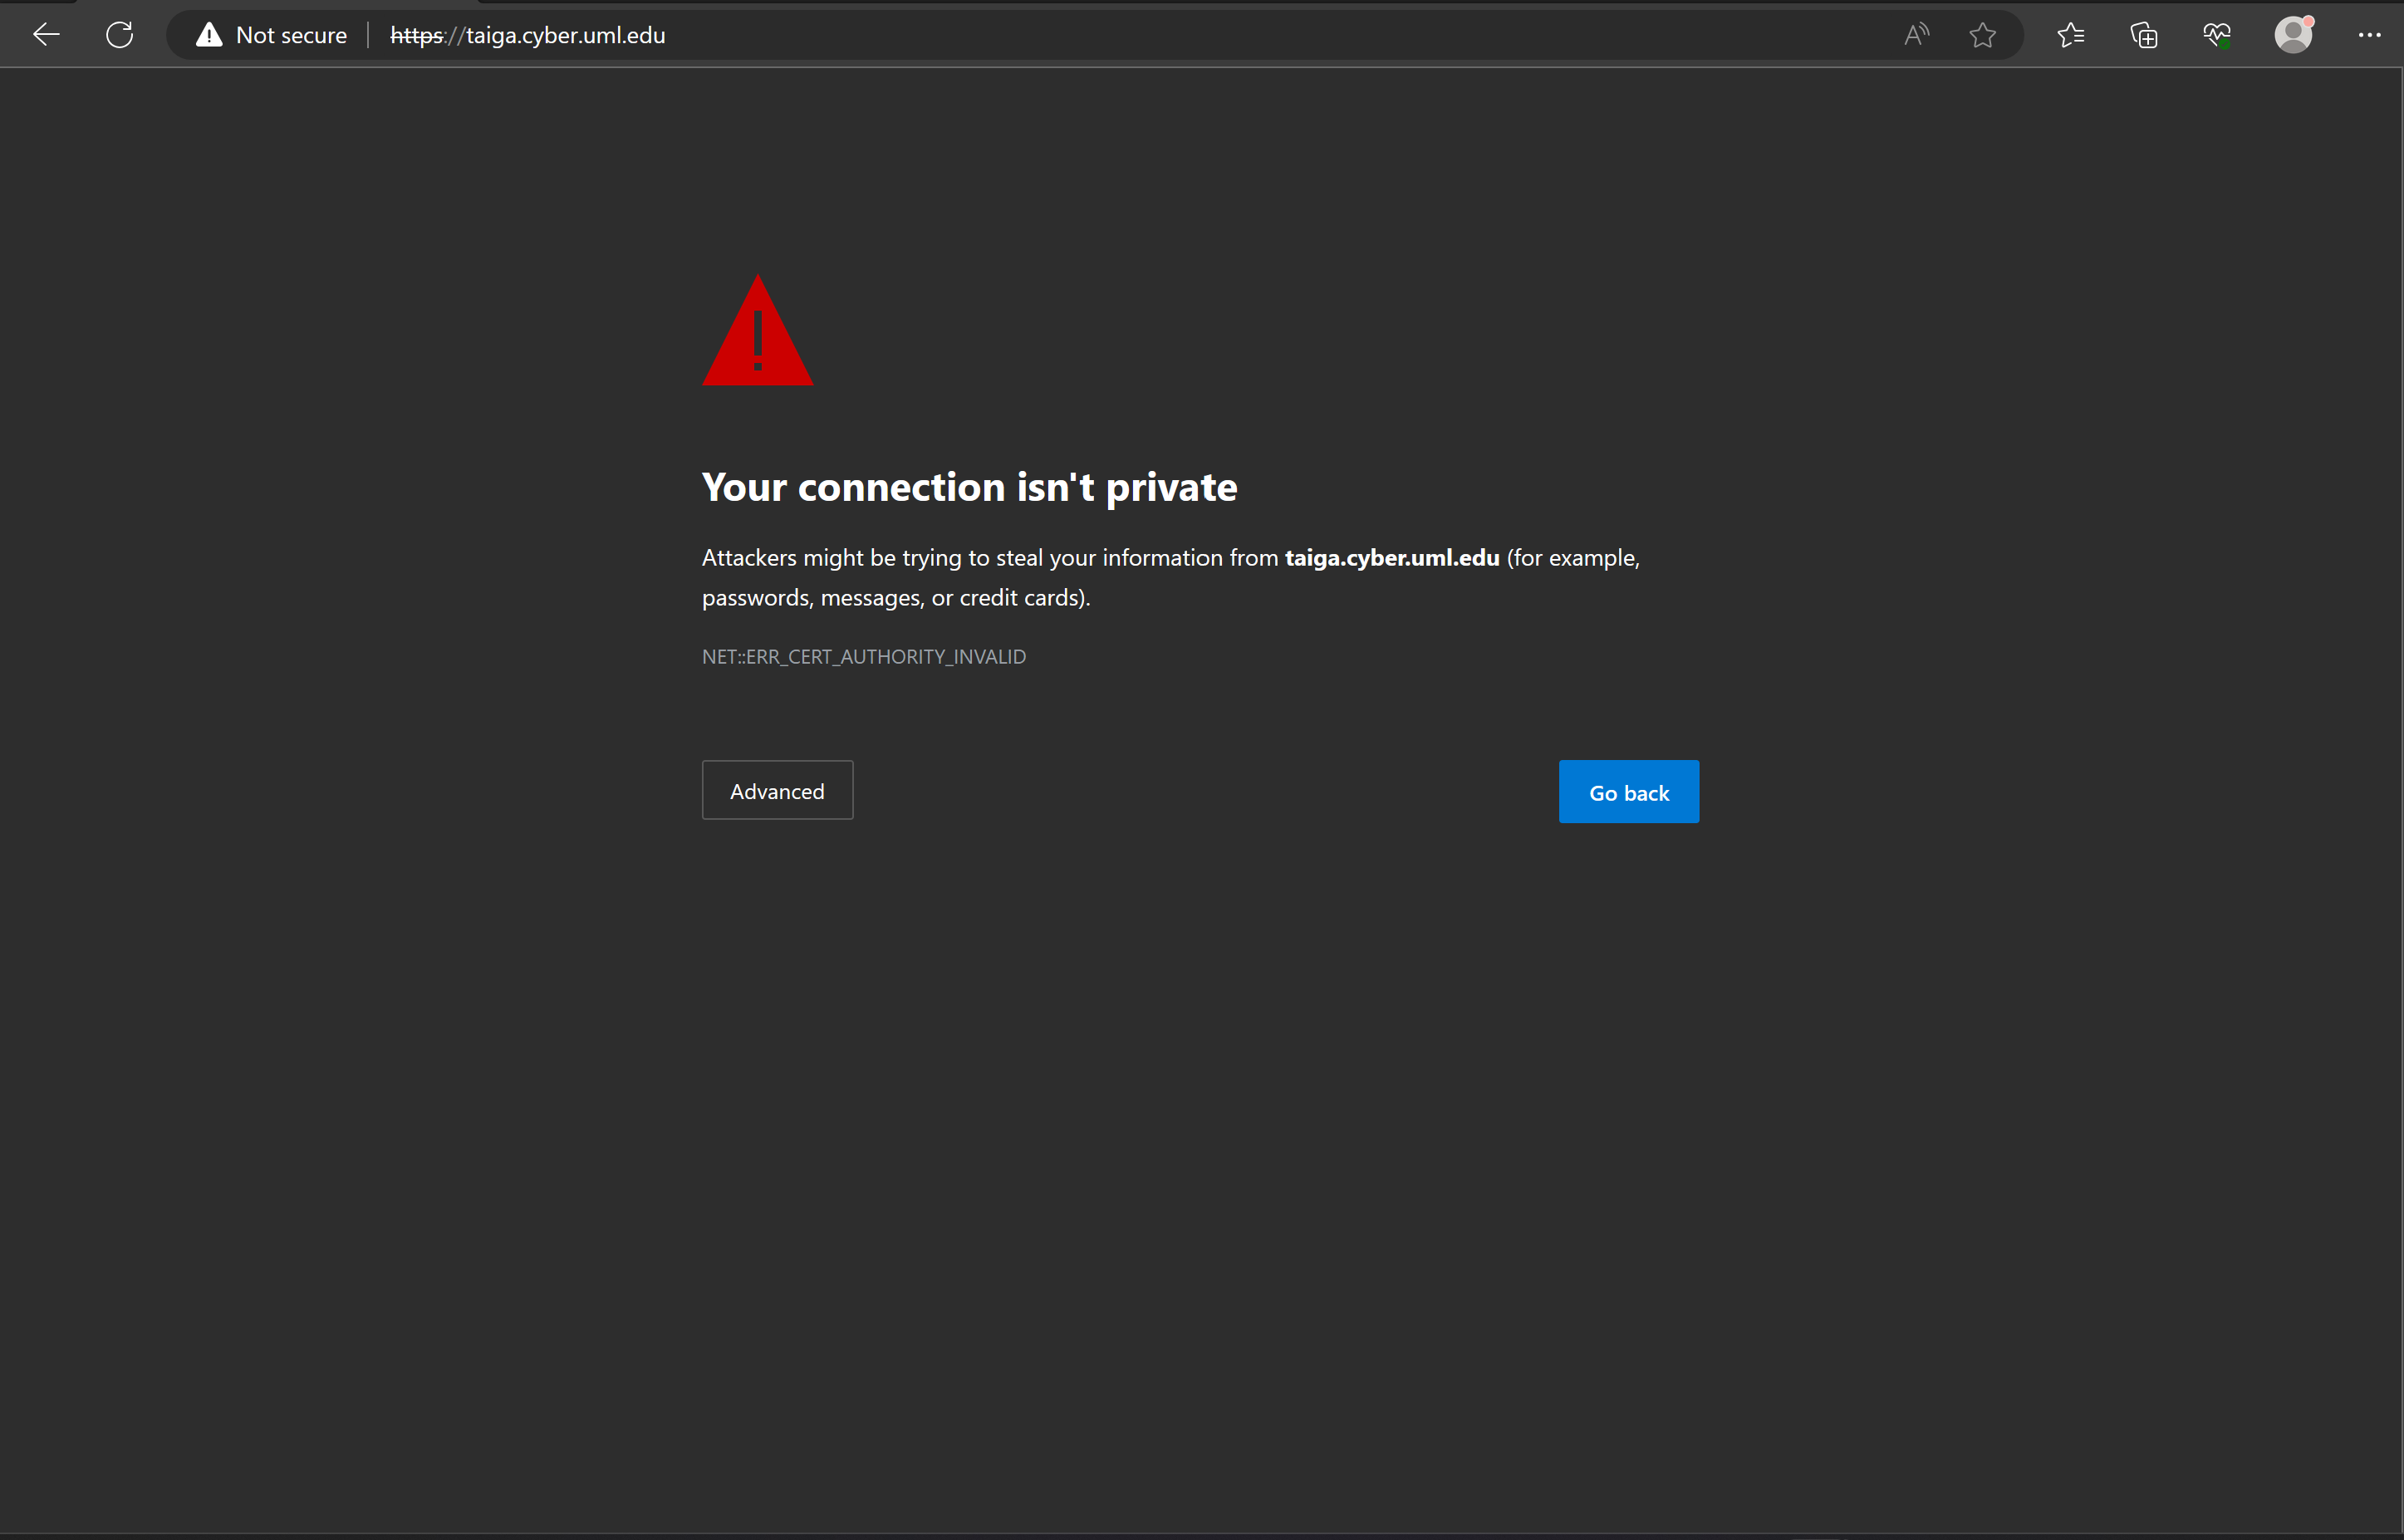 Not secure | https://taiga.cyber.uml.edu
Your connection isn't private
Attackers might be trying to steal your information from taiga.cyber.uml.edu (for example,
passwords, messages, or credit cards).
NET::ERR_CERT_AUTHORITY_INVALID
Advanced
Go back